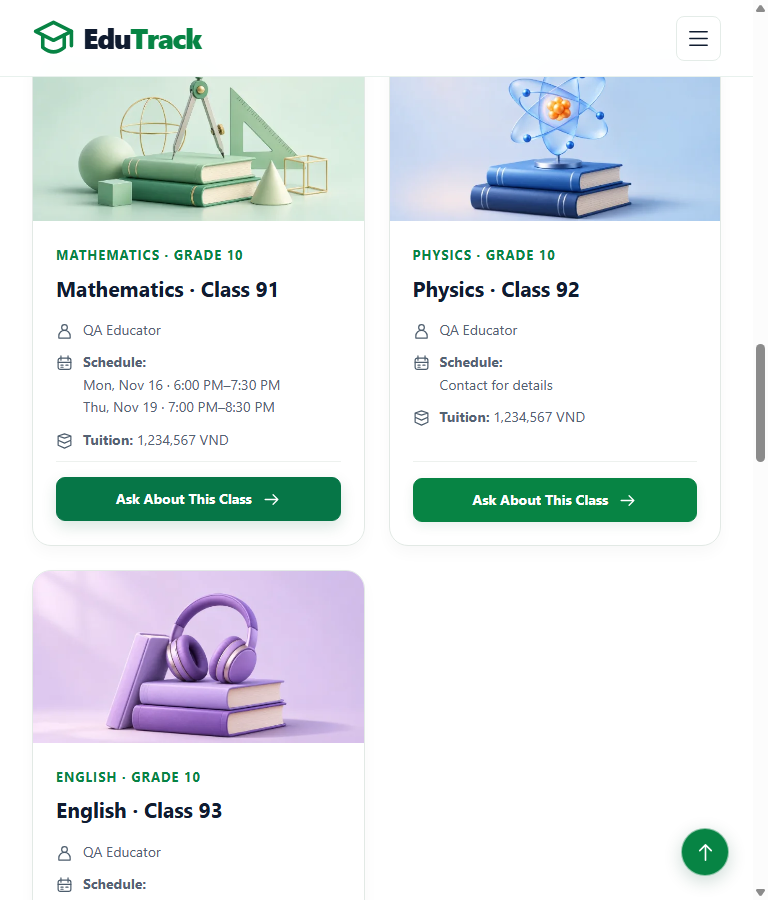 EduTrack
MATHEMATICS · GRADE 10
Mathematics · Class 91
QA Educator
Schedule:
Mon, Nov 16 · 6:00 PM–7:30 PM
Thu, Nov 19 · 7:00 PM–8:30 PM
Tuition: 1,234,567 VND
Ask About This Class
PHYSICS · GRADE 10
Physics · Class 92
QA Educator
Schedule:
Contact for details
Tuition: 1,234,567 VND
Ask About This Class
ENGLISH · GRADE 10
English · Class 93
QA Educator
Schedule: